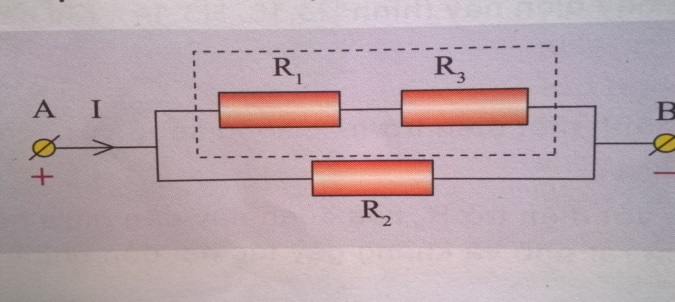 R₁ R₃
A I B
+ −
R₂